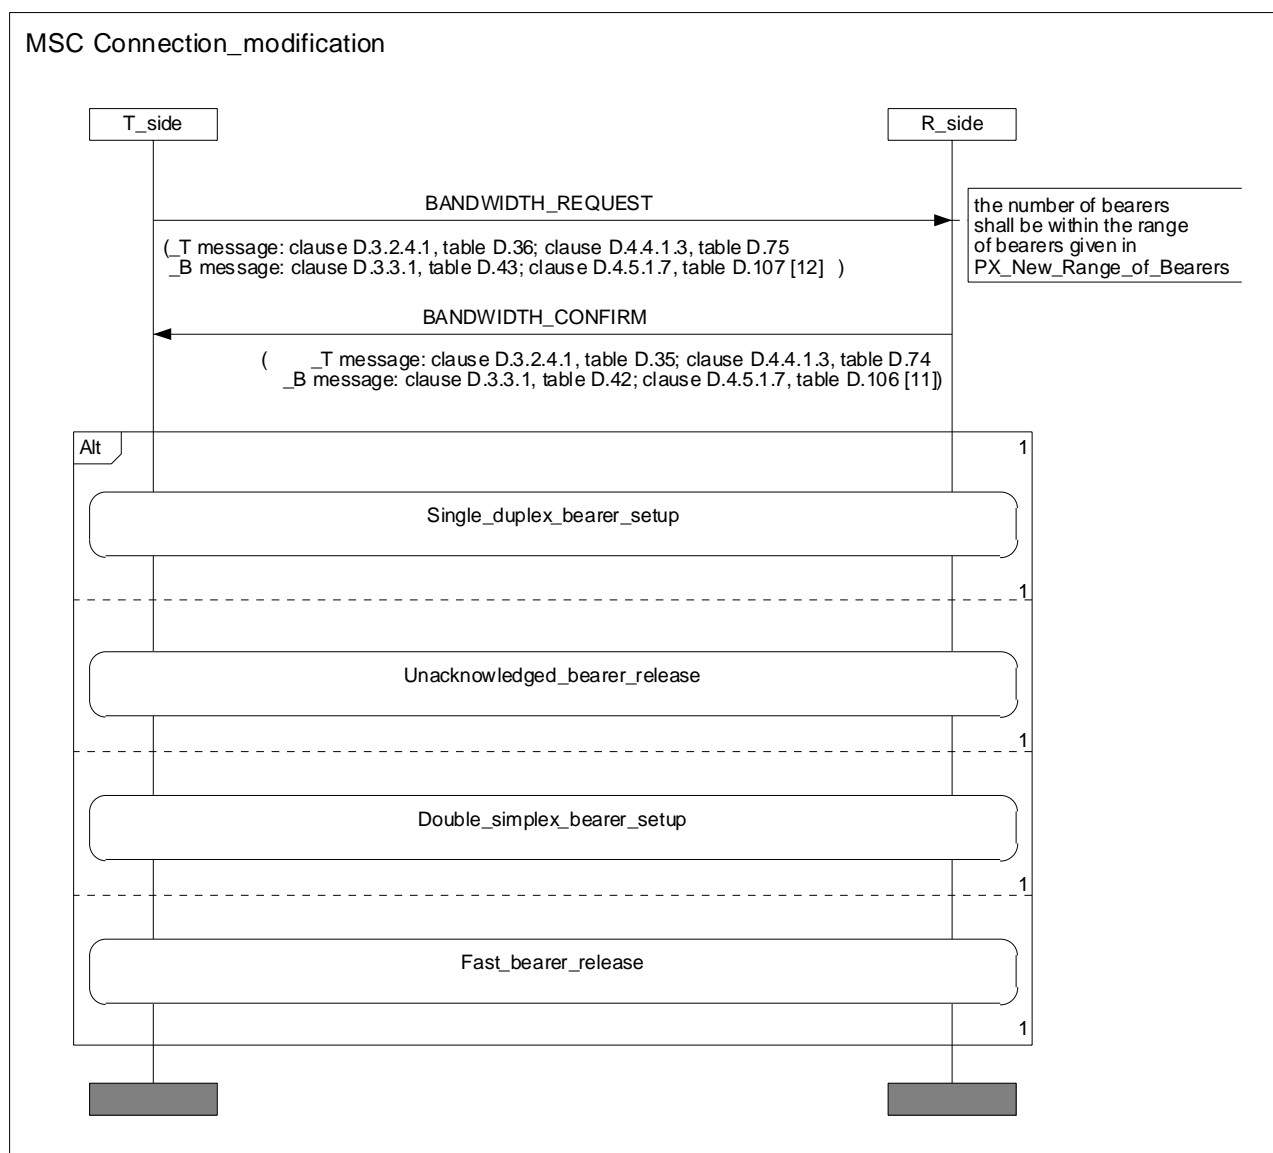 MSC Connection_modification
T_side
R_side
BANDWIDTH_REQUEST
the number of bearers
shall be within the range
of bearers given in
PX_New_Range_of_Bearers
(_T message: clause D.3.2.4.1, table D.36; clause D.4.4.1.3, table D.75
_B message: clause D.3.3.1, table D.43; clause D.4.5.1.7, table D.107 [12] )
BANDWIDTH_CONFIRM
( _T message: clause D.3.2.4.1, table D.35; clause D.4.4.1.3, table D.74
_B message: clause D.3.3.1, table D.42; clause D.4.5.1.7, table D.106 [11])
Alt
1
Single_duplex_bearer_setup
1
Unacknowledged_bearer_release
1
Double_simplex_bearer_setup
1
Fast_bearer_release
1